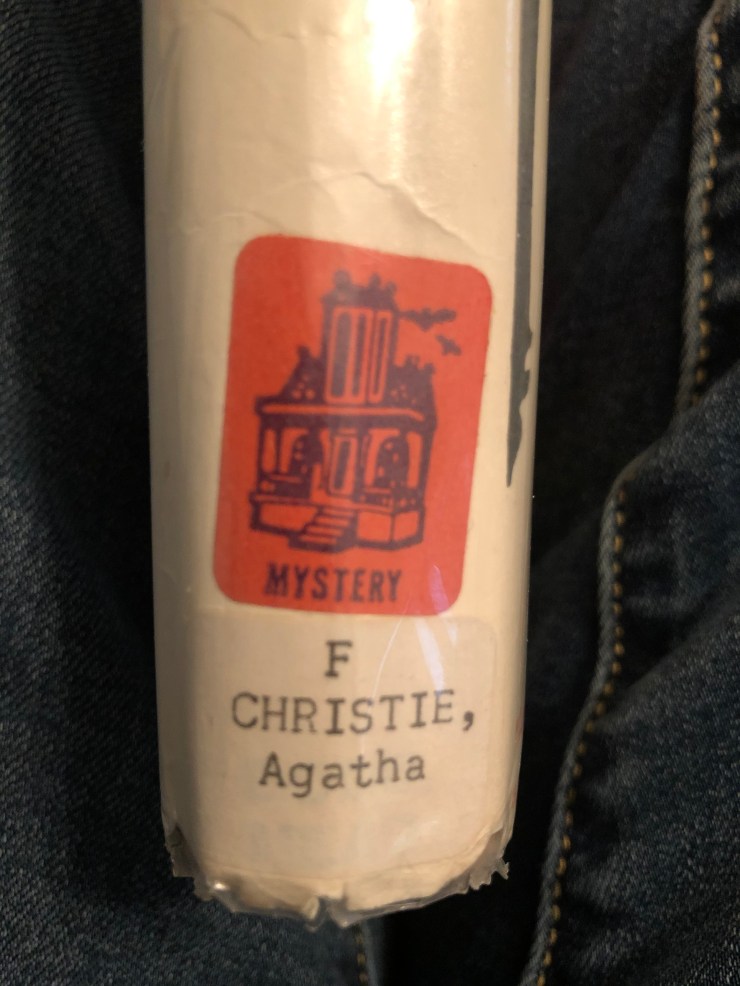 MYSTERY
F
CHRISTIE,
Agatha